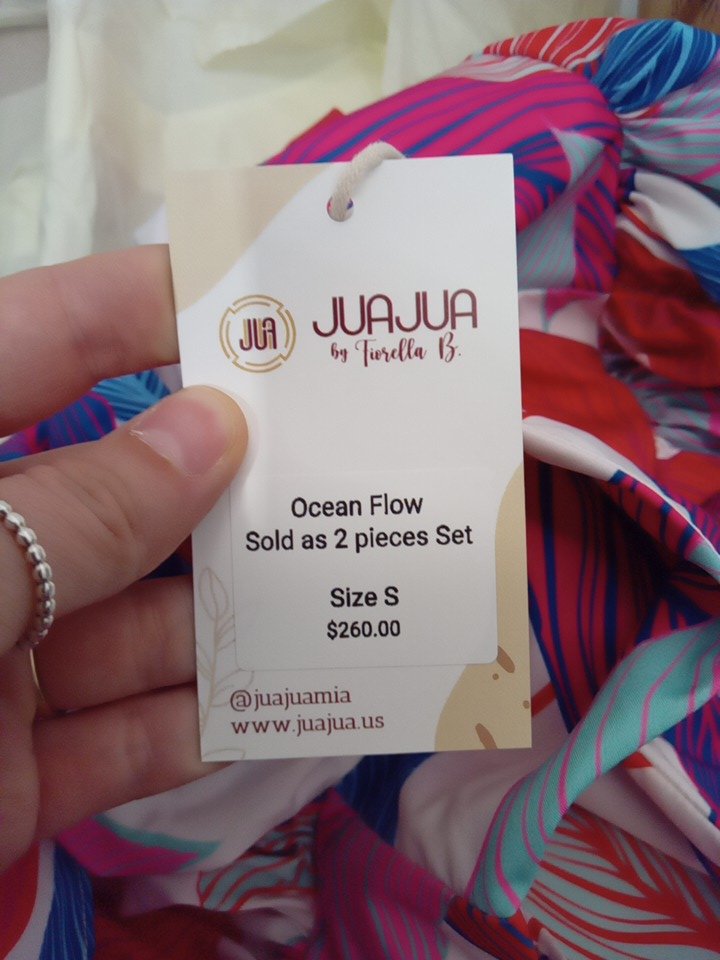 JUA
JUAJUA
by Fiorella B.
Ocean Flow
Sold as 2 pieces Set
Size S
$260.00
@juajuamia
www.juajua.us